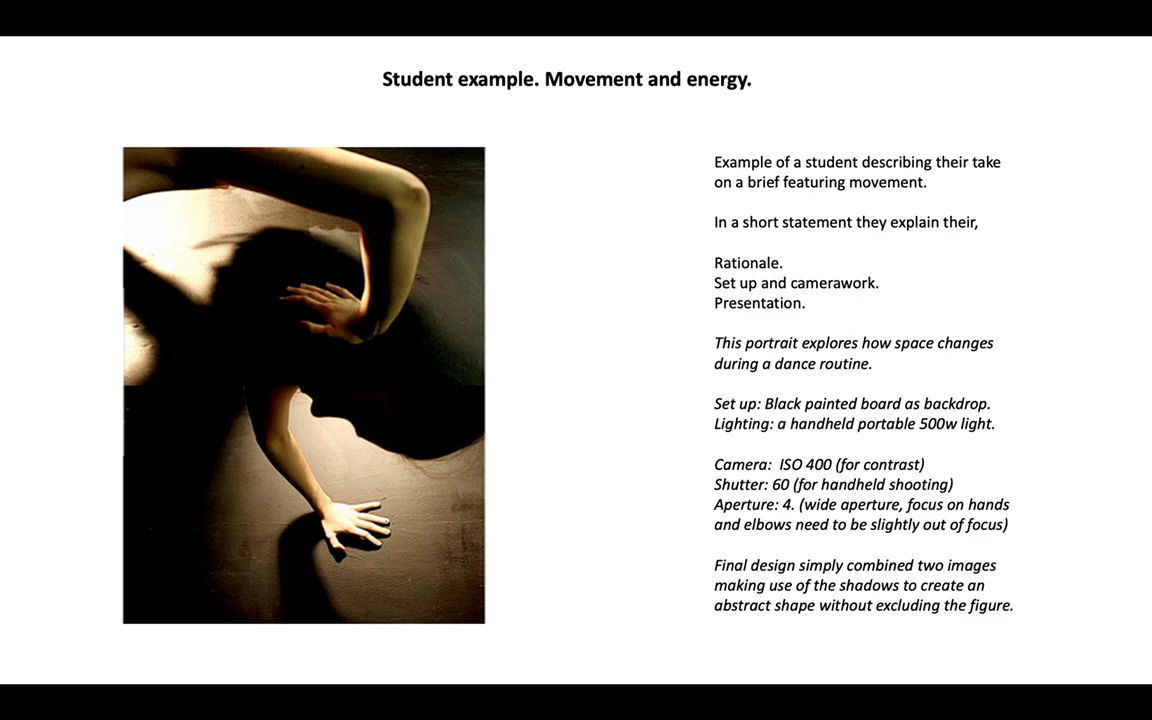 Student example. Movement and energy.
Example of a student describing their take
on a brief featuring movement.
In a short statement they explain their,
Rationale.
Set up and camerawork.
Presentation.
This portrait explores how space changes
during a dance routine.
Set up: Black painted board as backdrop.
Lighting: a handheld portable 500w light.
Camera:  ISO 400 (for contrast)
Shutter: 60 (for handheld shooting)
Aperture: 4. (wide aperture, focus on hands
and elbows need to be slightly out of focus)
Final design simply combined two images
making use of the shadows to create an
abstract shape without excluding the figure.